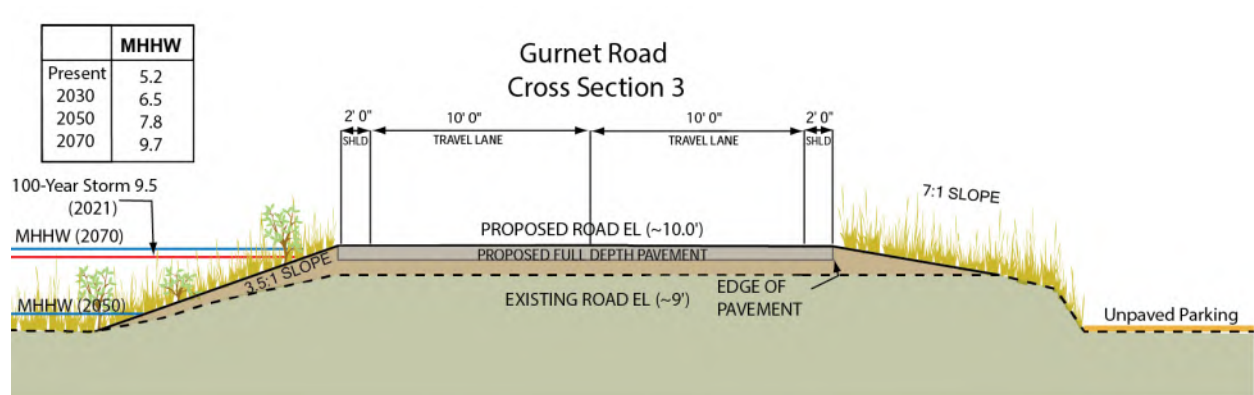 MHHW
Present 5.2
2030 6.5
2050 7.8
2070 9.7
Gurnet Road
Cross Section 3
2' 0" 10' 0" 10' 0" 2' 0"
SHLD TRAVEL LANE TRAVEL LANE SHLD
100-Year Storm 9.5
(2021)
7:1 SLOPE
MHHW (2070)
PROPOSED ROAD EL (~10.0')
PROPOSED FULL DEPTH PAVEMENT
3.5:1 SLOPE
MHHW (2050)
EXISTING ROAD EL (~9')
EDGE OF
PAVEMENT
Unpaved Parking